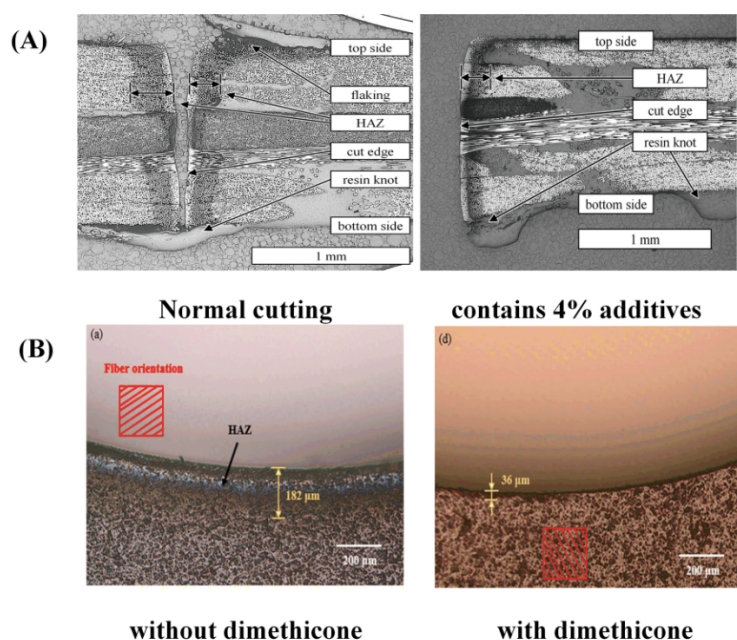 (A)
top side
flaking
HAZ
cut edge
resin knot
bottom side
1 mm
top side
HAZ
cut edge
resin knot
bottom side
1 mm
Normal cutting
contains 4% additives
(B)
(a)
Fiber orientation
HAZ
182 μm
200 μm
(d)
36 μm
200 μm
without dimethicone
with dimethicone